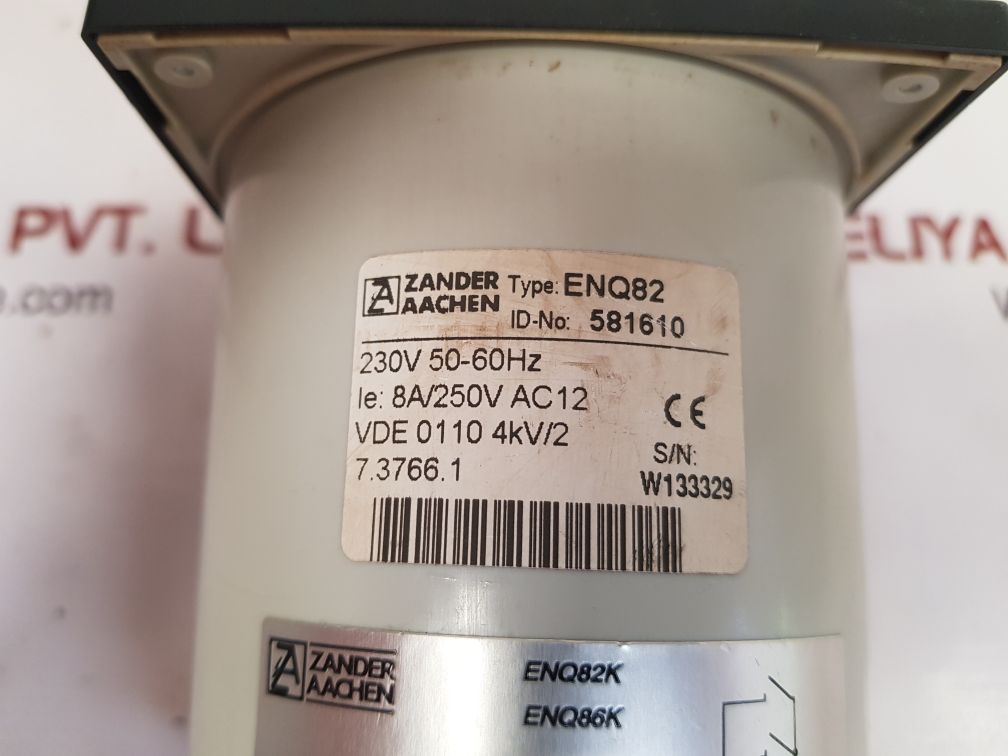 PVT. L
ELIYA
e.com
ZANDER
AACHEN
Type: ENQ82
ID-No: 581610
230V 50-60Hz
Ie: 8A/250V AC12
VDE 0110 4kV/2
7.3766.1
CE
S/N:
W133329
ZANDER
AACHEN
ENQ82K
ENQ86K